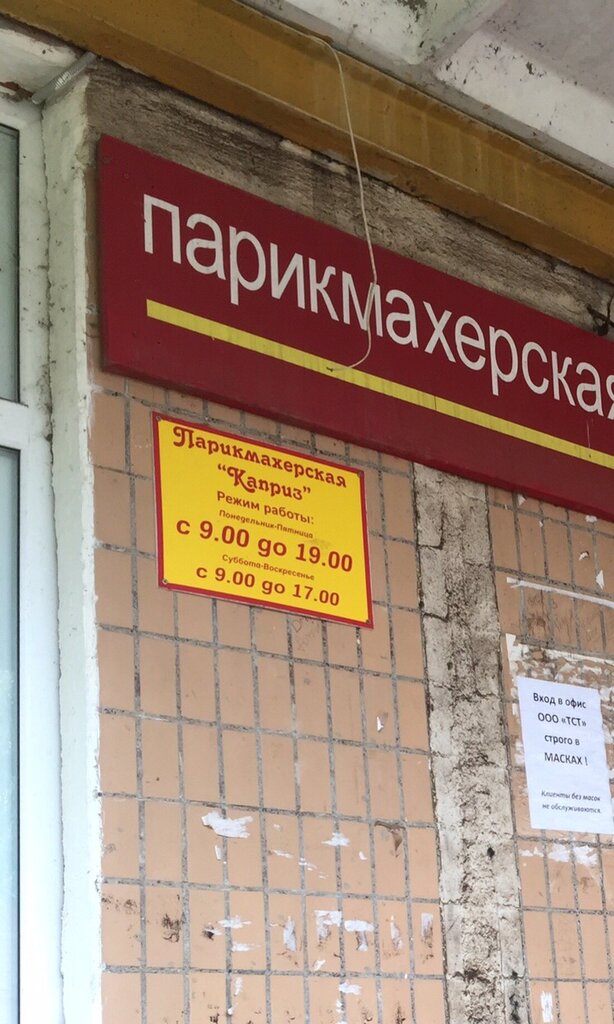 парикмахерская
Парикмахерская
"Каприз"
Режим работы:
Понедельник-Пятница
с 9.00 до 19.00
Суббота-Воскресенье
с 9.00 до 17.00
Вход в офис
ООО «ТСТ»
строго в
МАСКАХ !
Клиенты без масок
не обслуживаются.